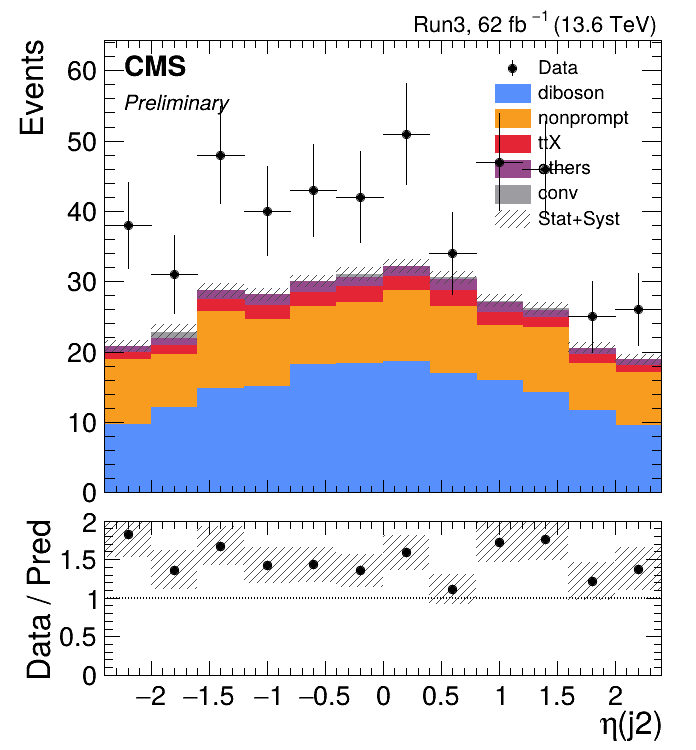 Run3, 62 fb⁻¹ (13.6 TeV)
Events
60
50
40
30
20
10
0
CMS
Preliminary
Data
diboson
nonprompt
ttX
others
conv
Stat+Syst
Data / Pred
2
1.5
1
0.5
0
−2 −1.5 −1 −0.5 0 0.5 1 1.5 2
η(j2)